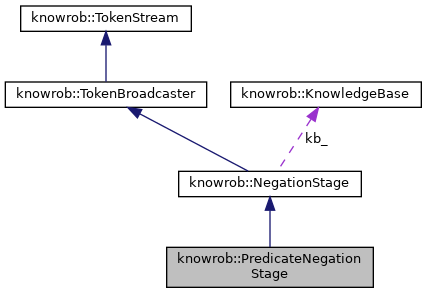 knowrob::TokenStream
knowrob::TokenBroadcaster
knowrob::KnowledgeBase
kb_
knowrob::NegationStage
knowrob::PredicateNegation
Stage